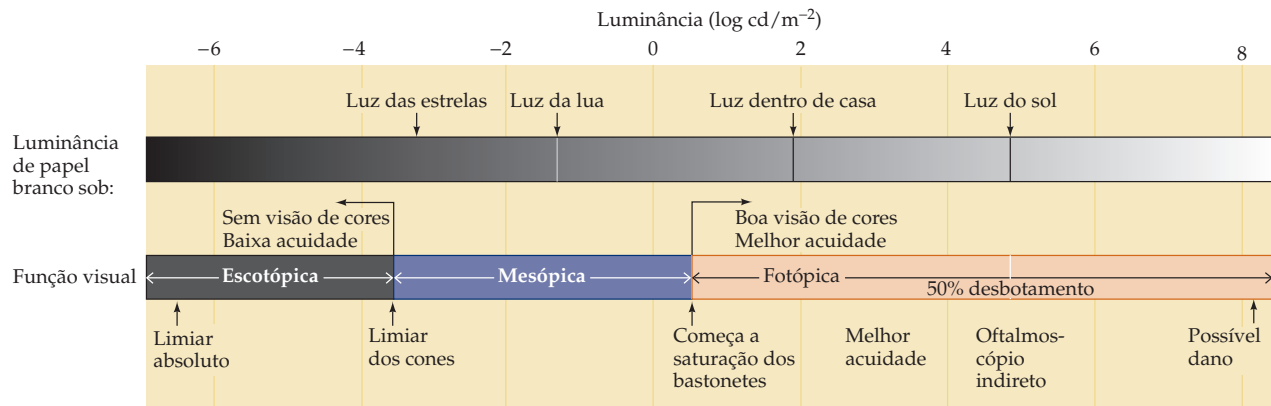 Luminância (log cd/m⁻²)
−6 −4 −2 0 2 4 6 8
Luz das estrelas Luz da lua Luz dentro de casa Luz do sol
Luminância
de papel
branco sob:
Sem visão de cores
Baixa acuidade
Boa visão de cores
Melhor acuidade
Função visual
Escotópica Mesópica Fotópica
50% desbotamento
Limiar
absoluto
Limiar
dos cones
Começa a
saturação dos
bastonetes
Melhor
acuidade
Oftalmos-
cópio
indireto
Possível
dano